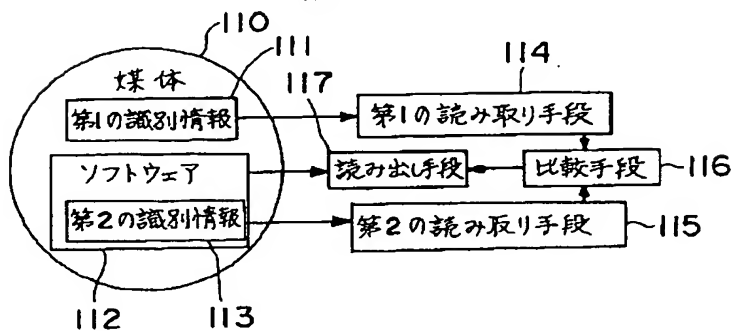 110
111
114
媒体
117
第1の識別情報
第1の読み取り手段
ソフトウェア
読み出し手段
比較手段
116
第2の識別情報
第2の読み取り手段
115
112
113